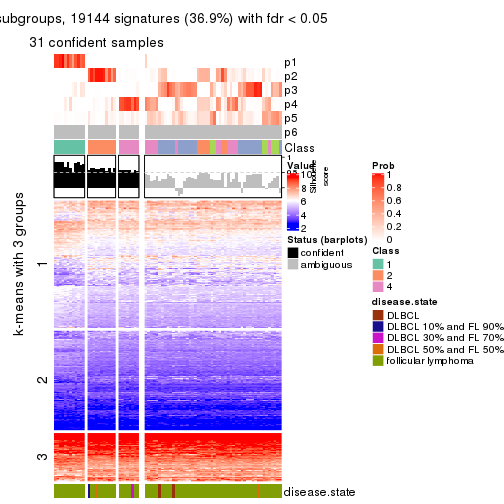 subgroups, 19144 signatures (36.9%) with fdr < 0.05
31 confident samples
p1
p2
p3
p4
p5
p6
Class
1
Silhouette score
k-means with 3 groups
1
2
3
Value
10
8
6
4
2
Status (barplots)
confident
ambiguous
Prob
1
0.8
0.6
0.4
0.2
0
Class
1
2
4
disease.state
DLBCL
DLBCL 10% and FL 90%
DLBCL 30% and FL 70%
DLBCL 50% and FL 50%
follicular lymphoma
disease.state